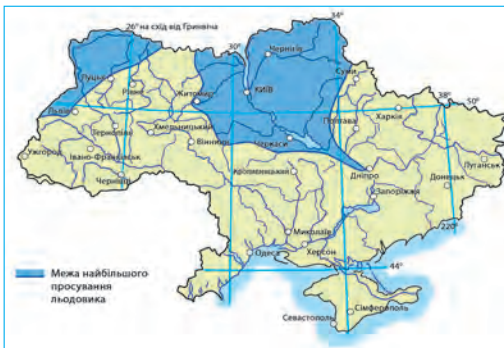 26° на схід від Гринвіча
34°
30°
Чернігів
Луцьк
Рівне
Суми
Житомир
КИЇВ
38°
50°
Львів
Харків
Тернопіль
Хмельницький
Полтава
Черкаси
Вінниця
Ужгород
Івано-Франківськ
Луганськ
Кропивницький
Дніпро
Донецьк
Чернівці
Запоріжжя
Миколаїв
220°
Одеса
Херсон
44°
Межа найбільшого
просування
льодовика
Сімферополь
Севастополь